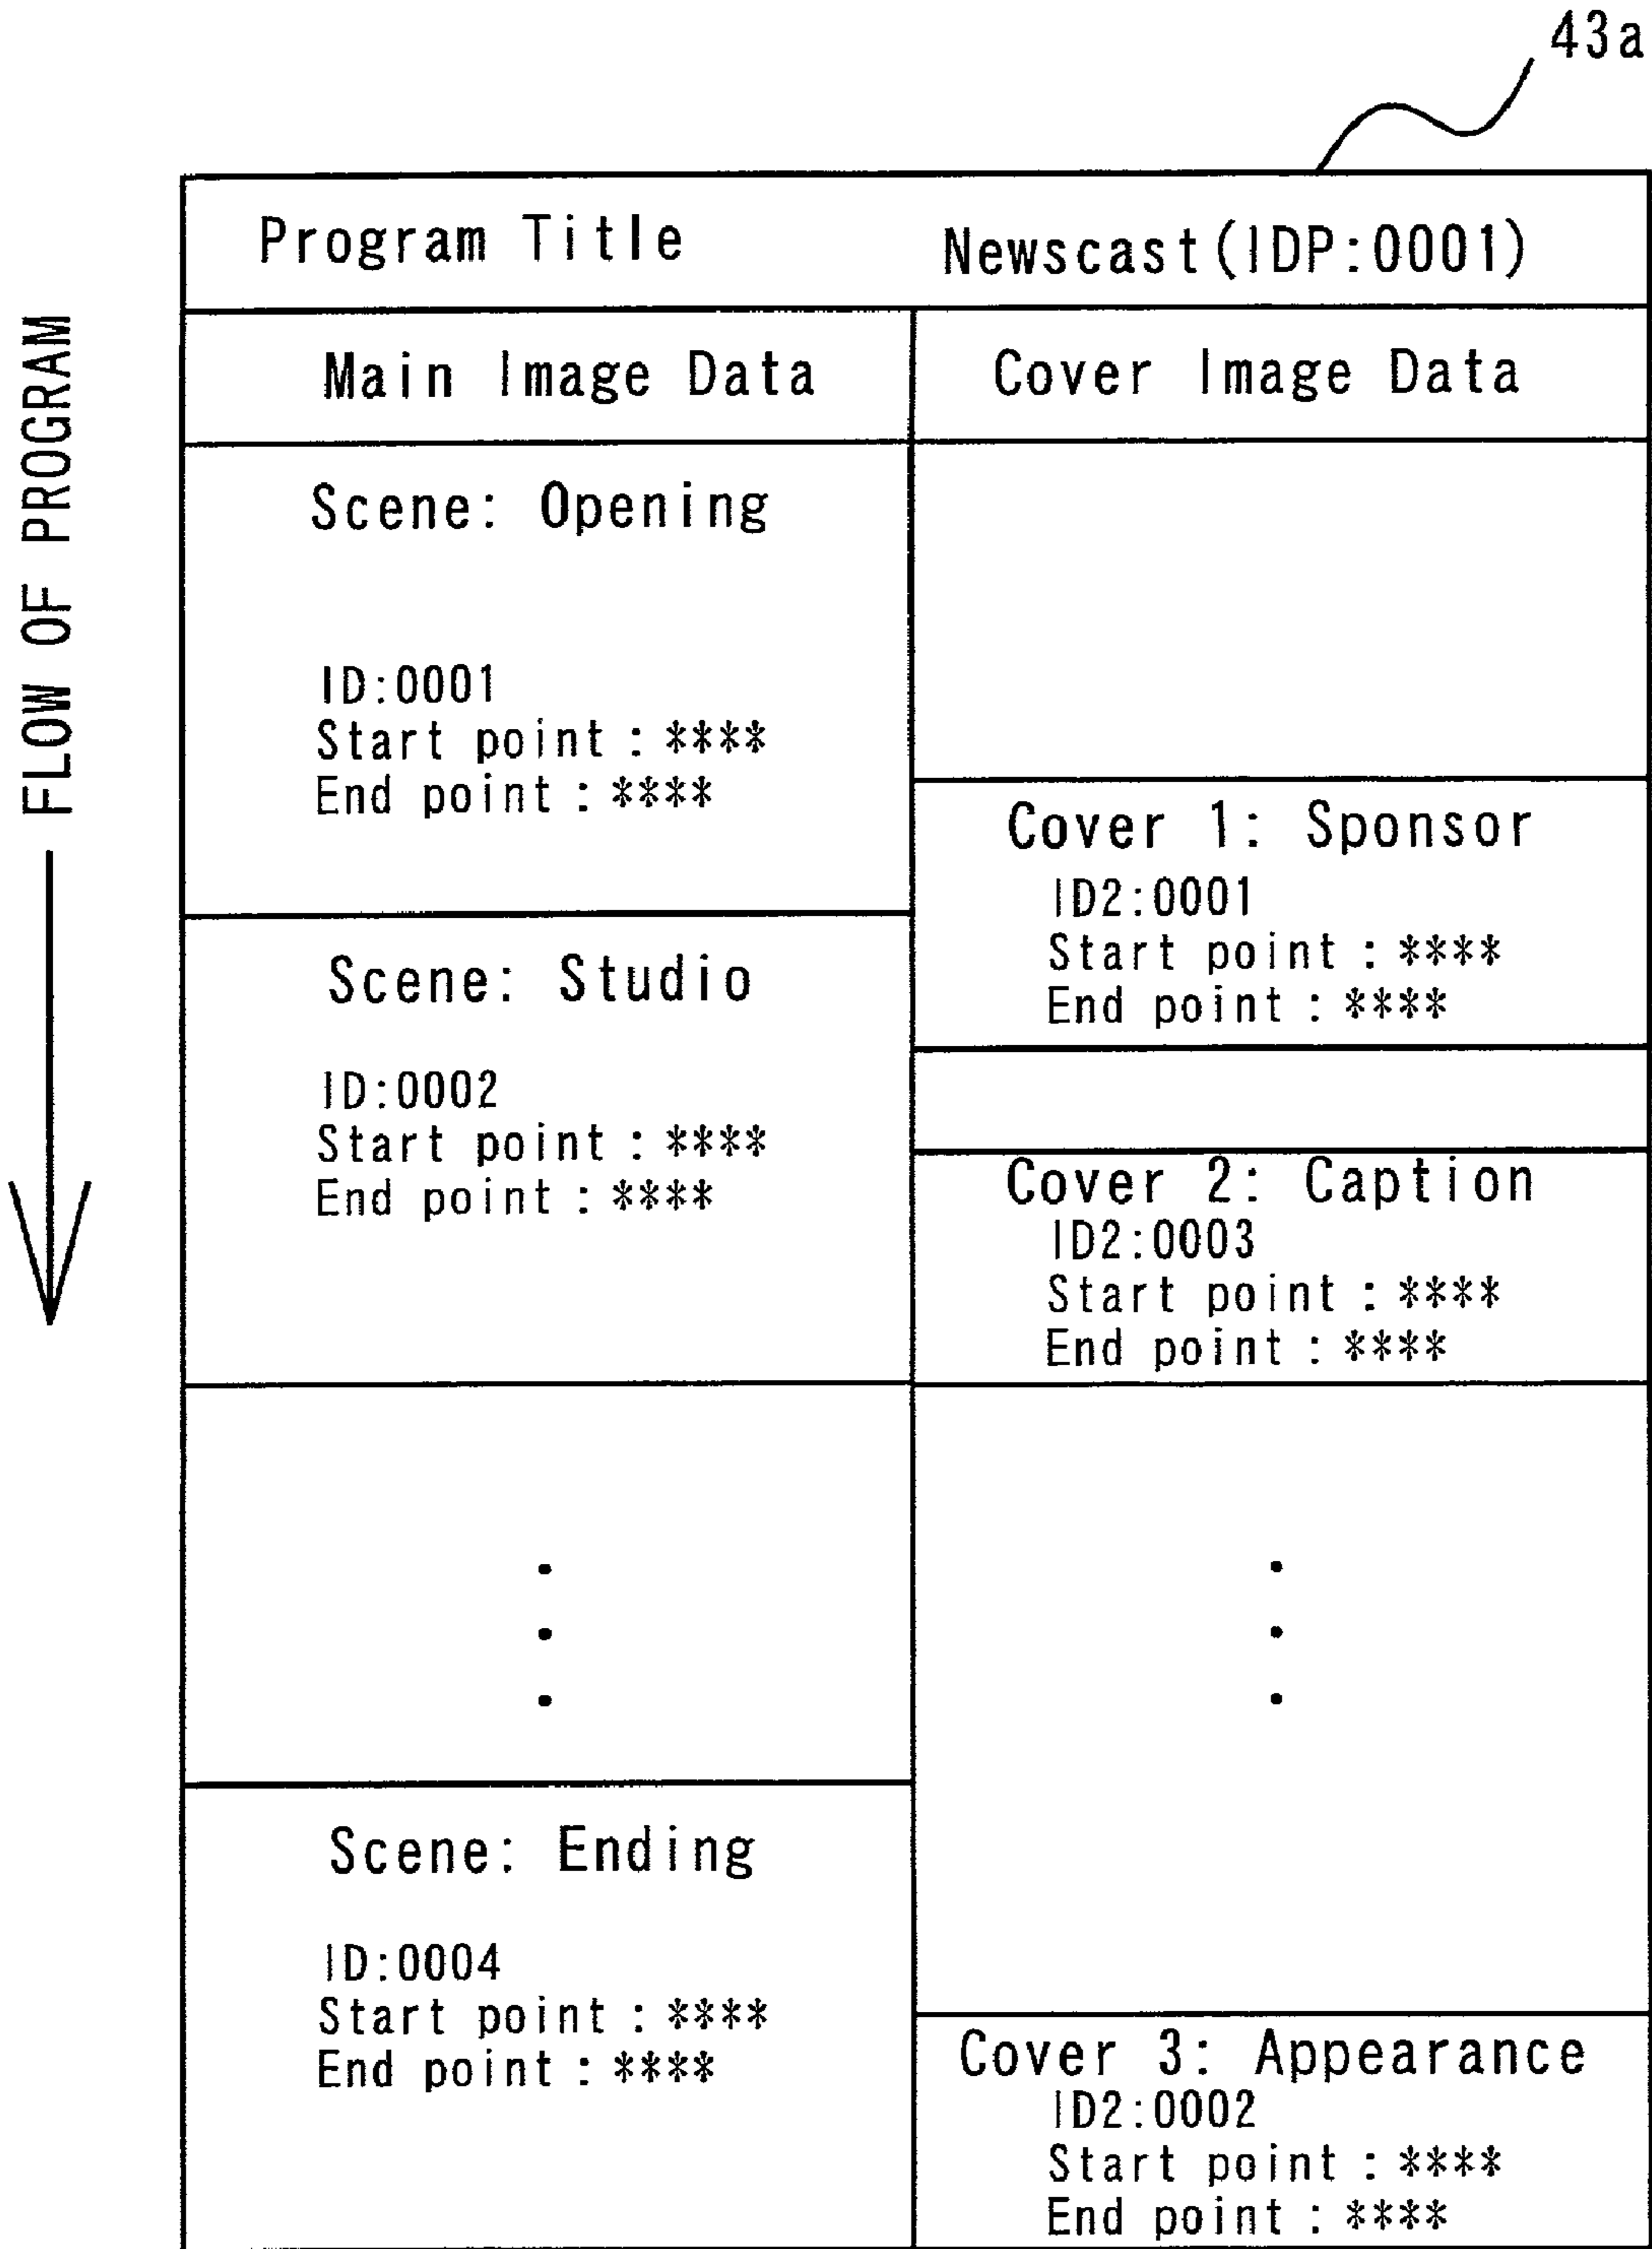 43a
FLOW OF PROGRAM
Program Title Newscast(IDP:0001)
Main Image Data Cover Image Data
Scene: Opening
ID:0001
Start point : ****
End point : ****
Cover 1: Sponsor
ID2:0001
Start point : ****
End point : ****
Scene: Studio
ID:0002
Start point : ****
End point : ****
Cover 2: Caption
ID2:0003
Start point : ****
End point : ****
Scene: Ending
ID:0004
Start point : ****
End point : ****
Cover 3: Appearance
ID2:0002
Start point : ****
End point : ****